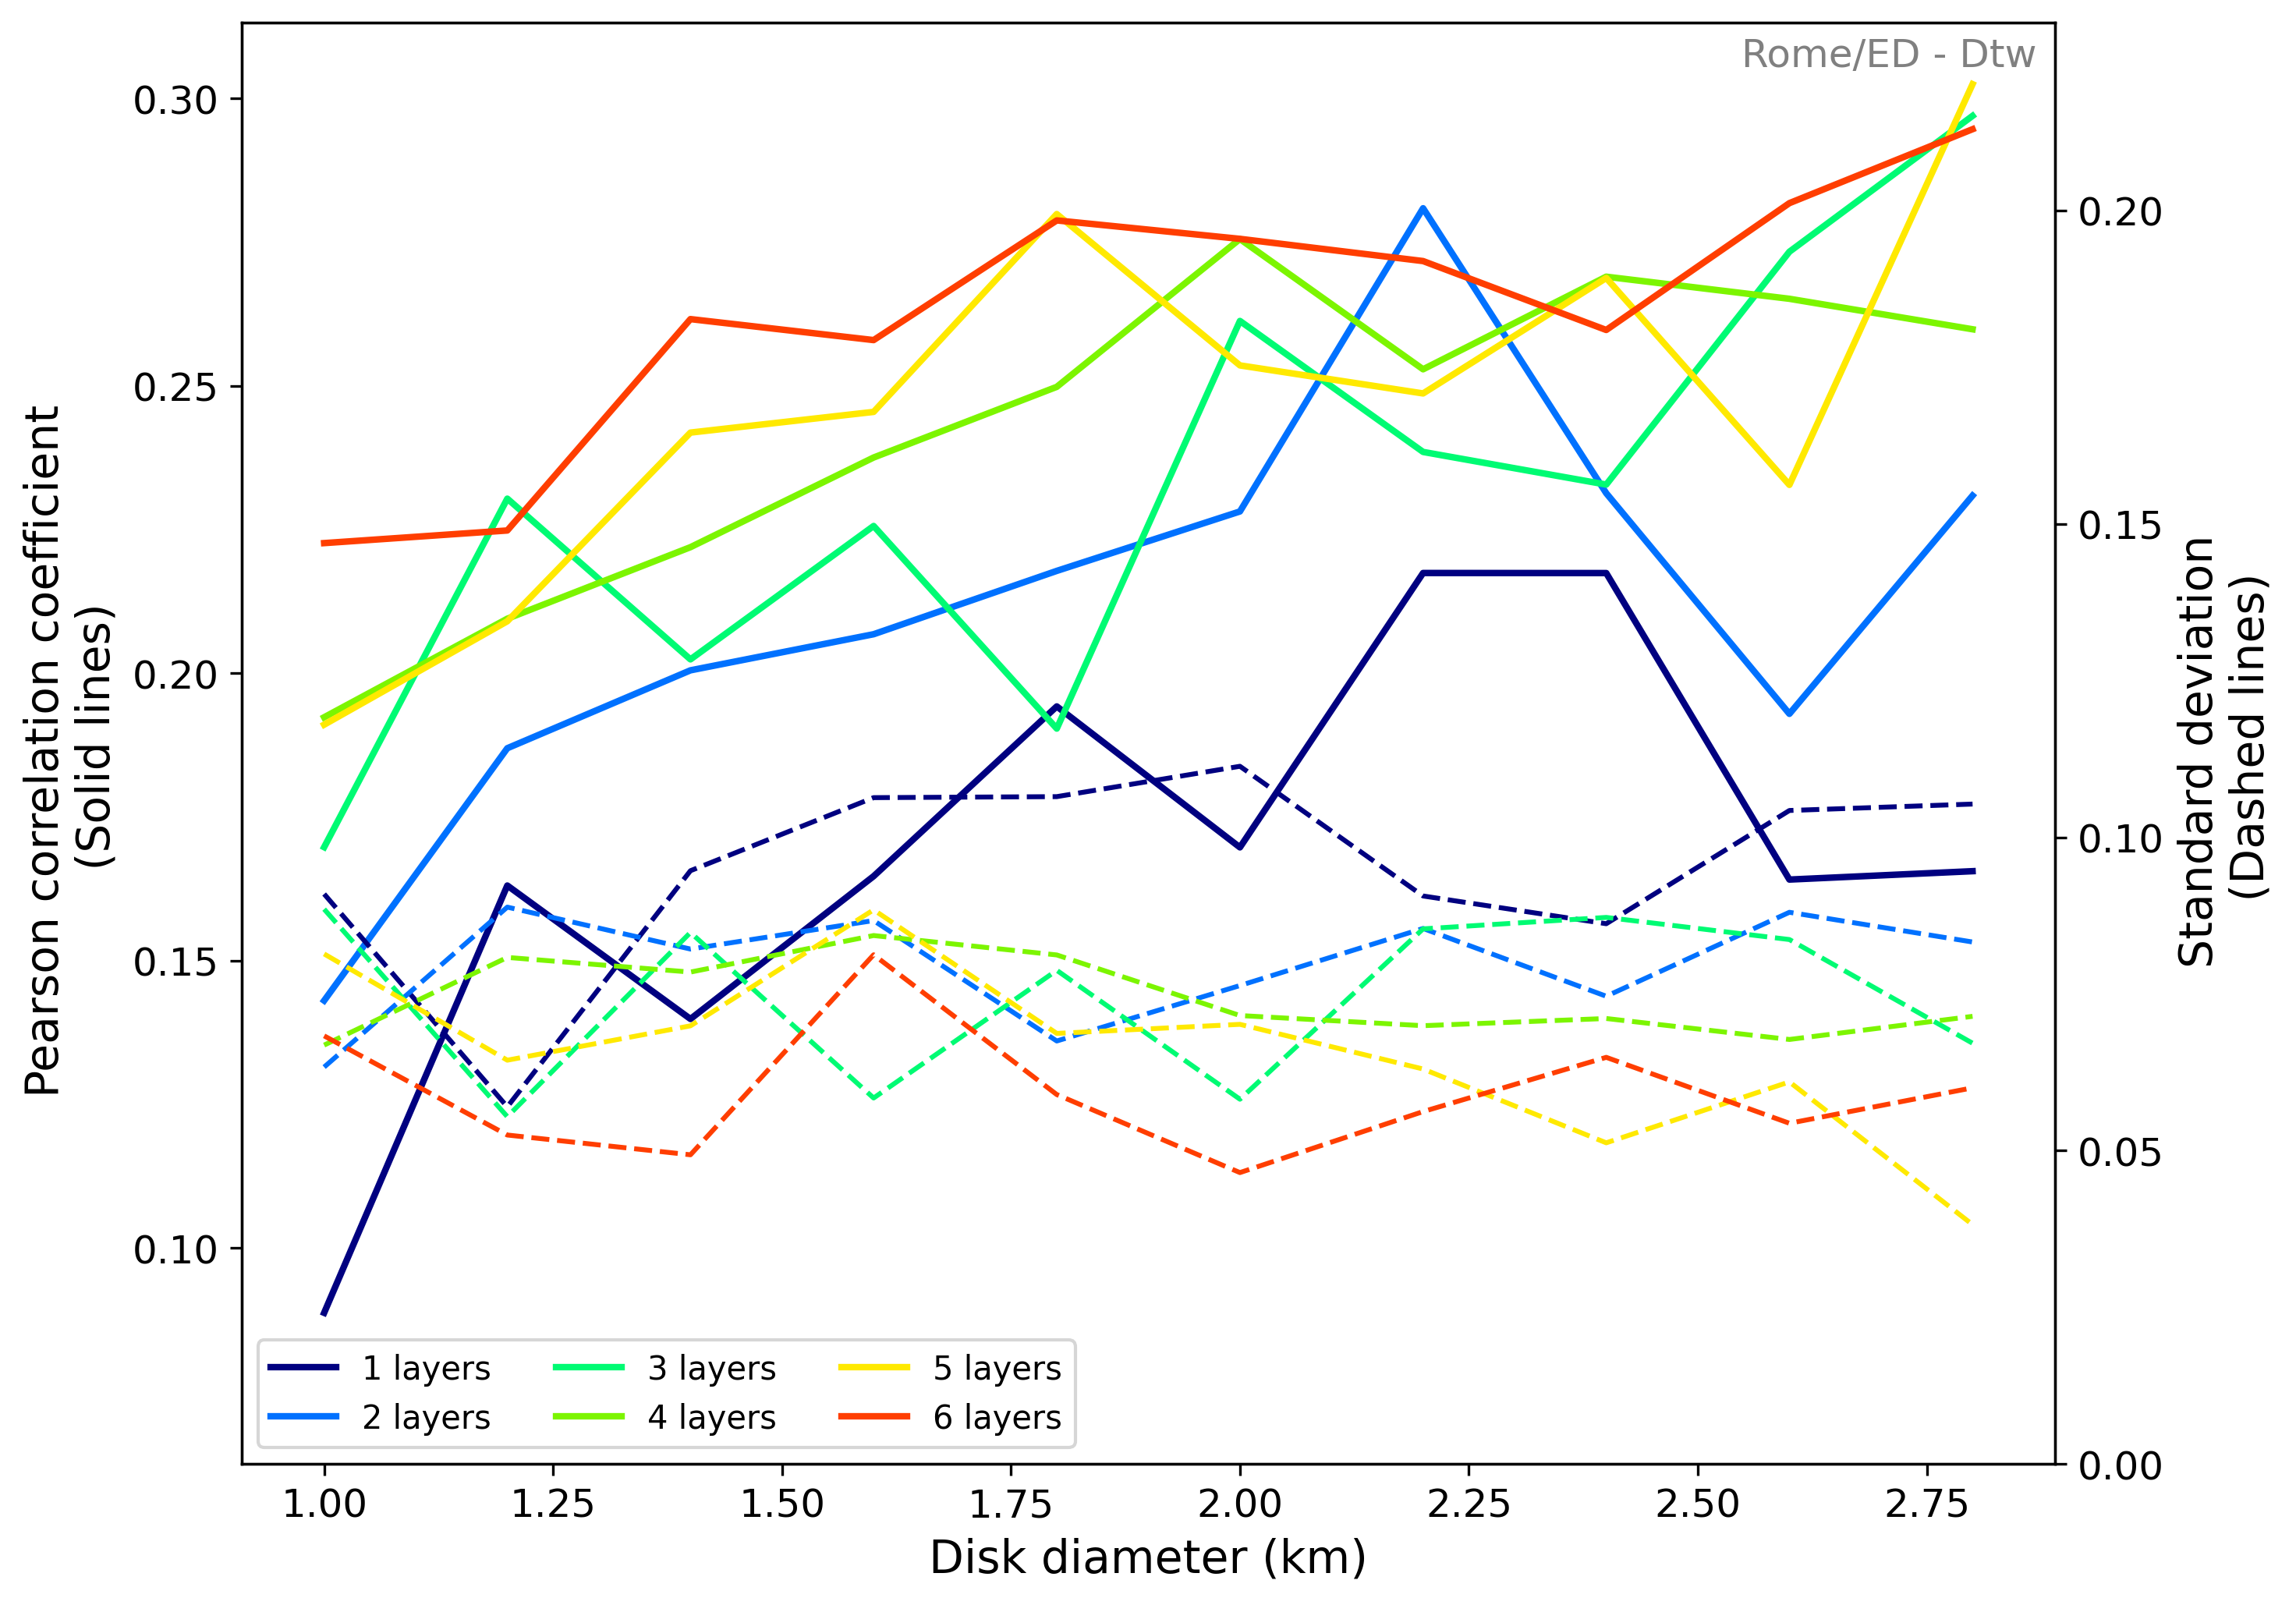 Rome/ED - Dtw
0.30
0.25
0.20
0.15
0.10
Pearson correlation coefficient
(Solid lines)
0.20
0.15
0.10
0.05
0.00
Standard deviation
(Dashed lines)
1 layers
2 layers
3 layers
4 layers
5 layers
6 layers
1.00 1.25 1.50 1.75 2.00 2.25 2.50 2.75
Disk diameter (km)